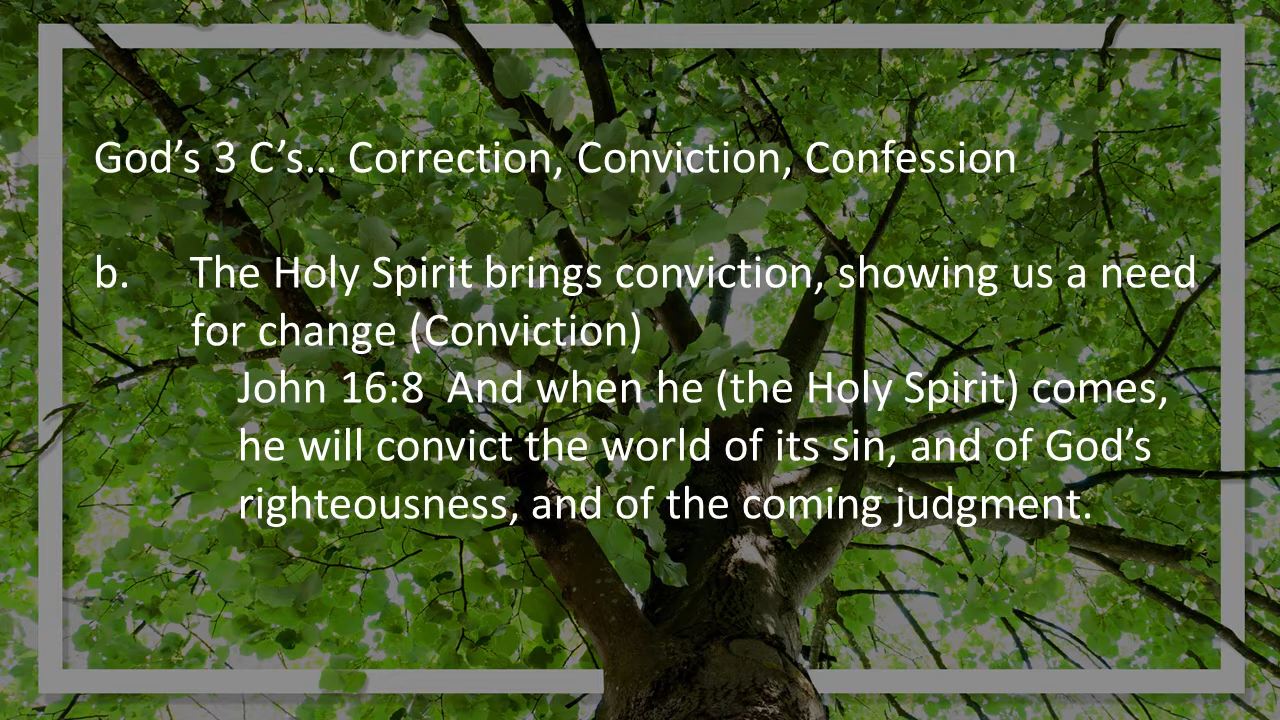 God’s 3 C’s… Correction, Conviction, Confession
b. The Holy Spirit brings conviction, showing us a need
for change (Conviction)
John 16:8  And when he (the Holy Spirit) comes,
he will convict the world of its sin, and of God’s
righteousness, and of the coming judgment.